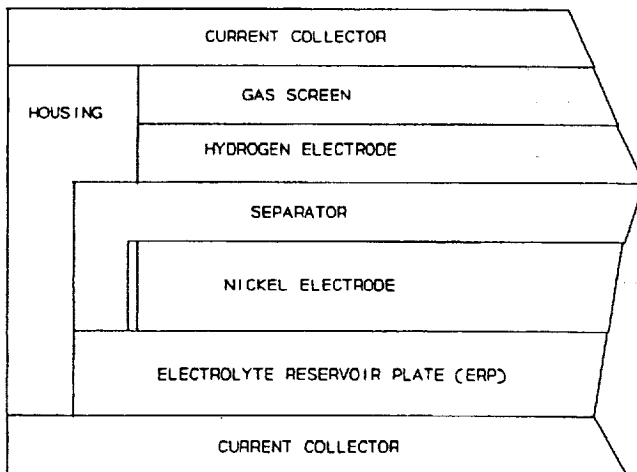 CURRENT COLLECTOR
GAS SCREEN
HOUSING
HYDROGEN ELECTRODE
SEPARATOR
NICKEL ELECTRODE
ELECTROLYTE RESERVOIR PLATE (ERP)
CURRENT COLLECTOR